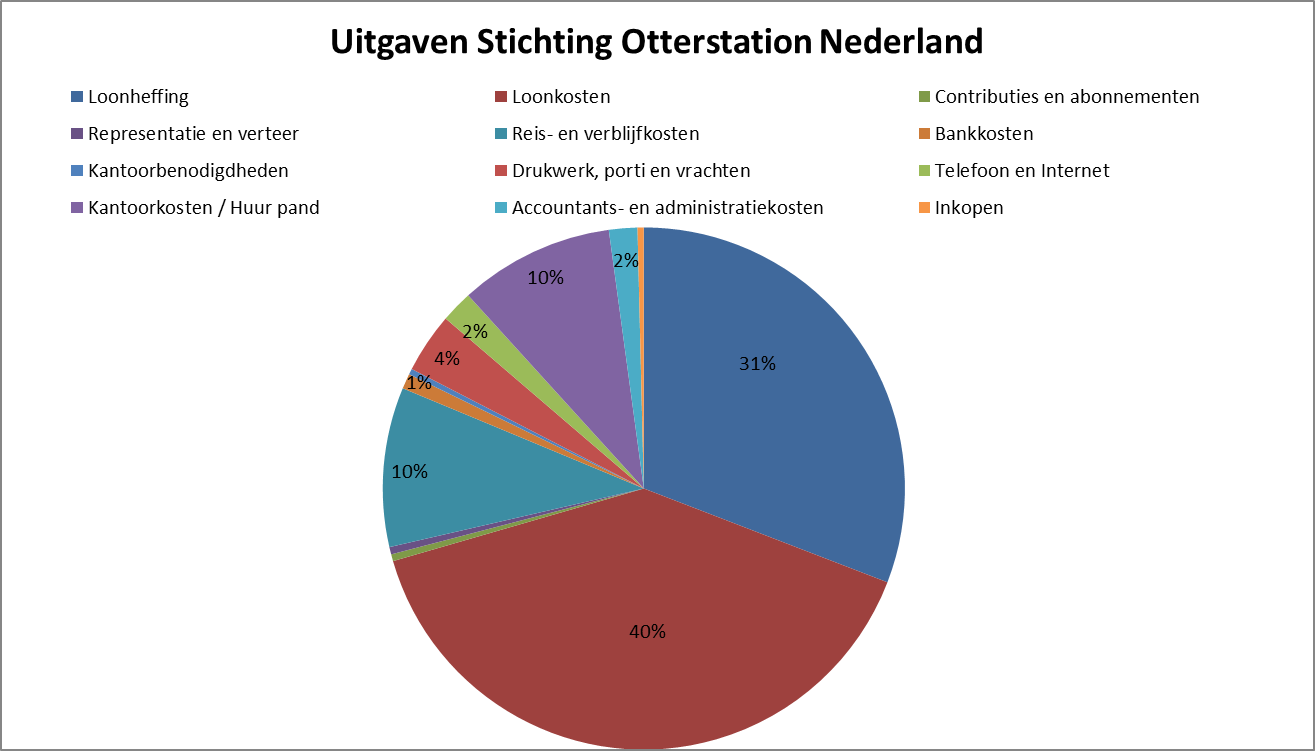 Uitgaven Stichting Otterstation Nederland
Loonheffing Loonkosten Contributies en abonnementen
Representatie en verteer Reis- en verblijfkosten Bankkosten
Kantoorbenodigdheden Drukwerk, porti en vrachten Telefoon en Internet
Kantoorkosten / Huur pand Accountants- en administratiekosten Inkopen
2%
10%
2%
4%
31%
1%
10%
40%